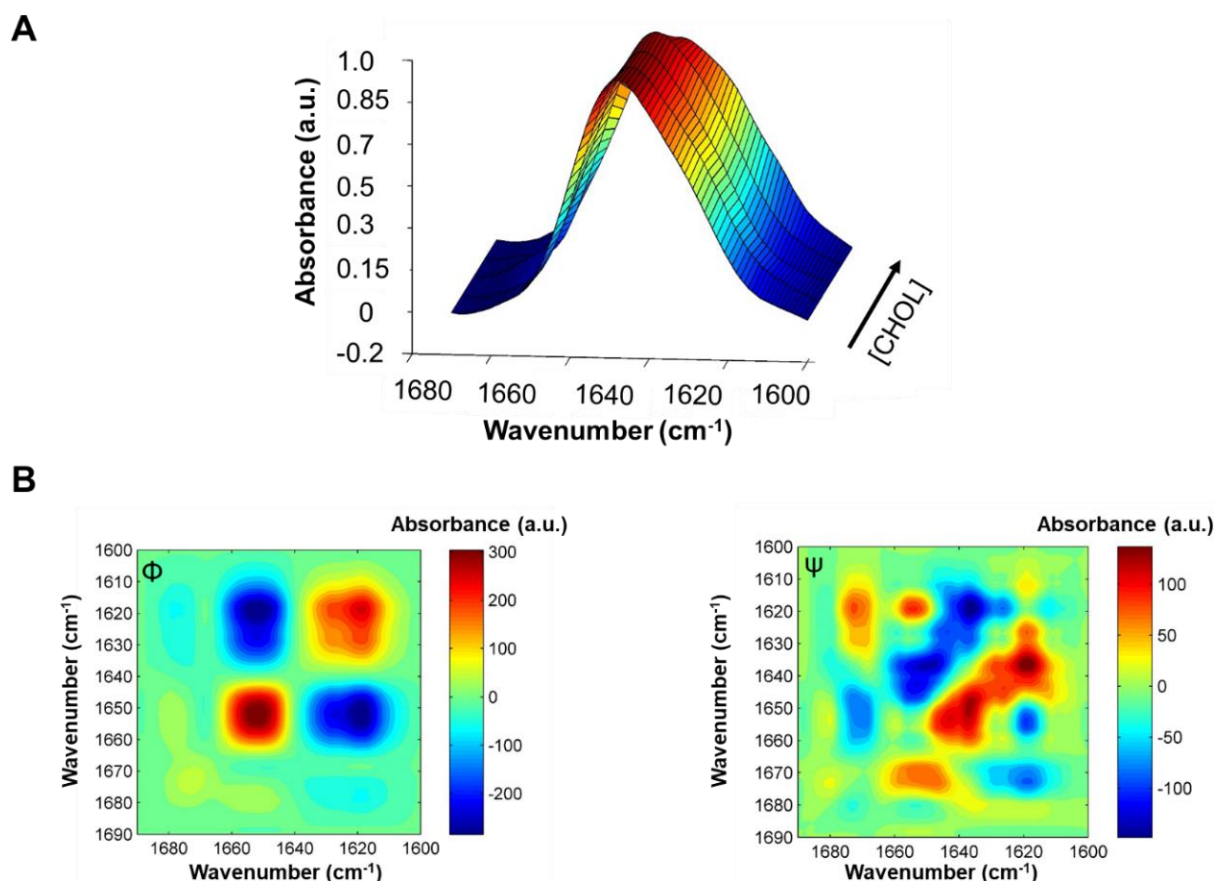 A
Absorbance (a.u.)
1.0
0.85
0.7
0.5
0.3
0.15
0
-0.2
1680 1660 1640 1620 1600
Wavenumber (cm-1)
[CHOL]
B
Absorbance (a.u.)
Φ
Wavenumber (cm-1)
1600
1610
1620
1630
1640
1650
1660
1670
1680
1690
1680 1660 1640 1620 1600
Wavenumber (cm-1)
300
200
100
0
-100
-200
Absorbance (a.u.)
Ψ
Wavenumber (cm-1)
1600
1610
1620
1630
1640
1650
1660
1670
1680
1690
1680 1660 1640 1620 1600
Wavenumber (cm-1)
100
50
0
-50
-100